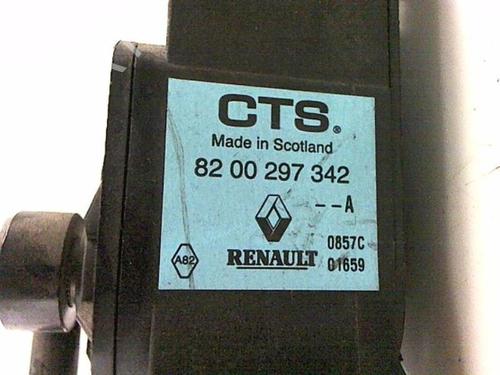 CTS®
Made in Scotland
82 00 297 342
--A
0857C
A82
RENAULT
01659